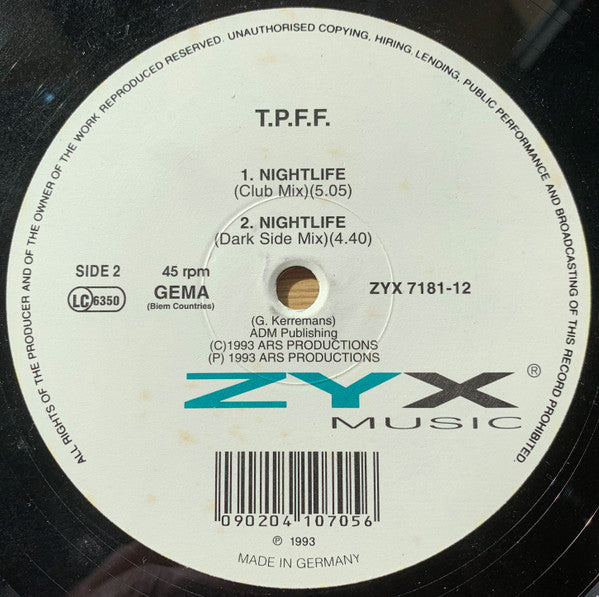 ALL RIGHTS OF THE PRODUCER AND OF THE OWNER OF THE WORK REPRODUCED RESERVED. UNAUTHORISED COPYING, HIRING, LENDING, PUBLIC PERFORMANCE AND BROADCASTING OF THIS RECORD PROHIBITED.
T.P.F.F.
1. NIGHTLIFE
(Club Mix)(5.05)
2. NIGHTLIFE
(Dark Side Mix)(4.40)
SIDE 2 45 rpm
LC 6350 GEMA ZYX 7181-12
(Biem Countries)
(G. Kerremans)
ADM Publishing
(C)1993 ARS PRODUCTIONS
(P) 1993 ARS PRODUCTIONS
ZYX ®
MUSIC
090204 107056
℗ 1993
MADE IN GERMANY